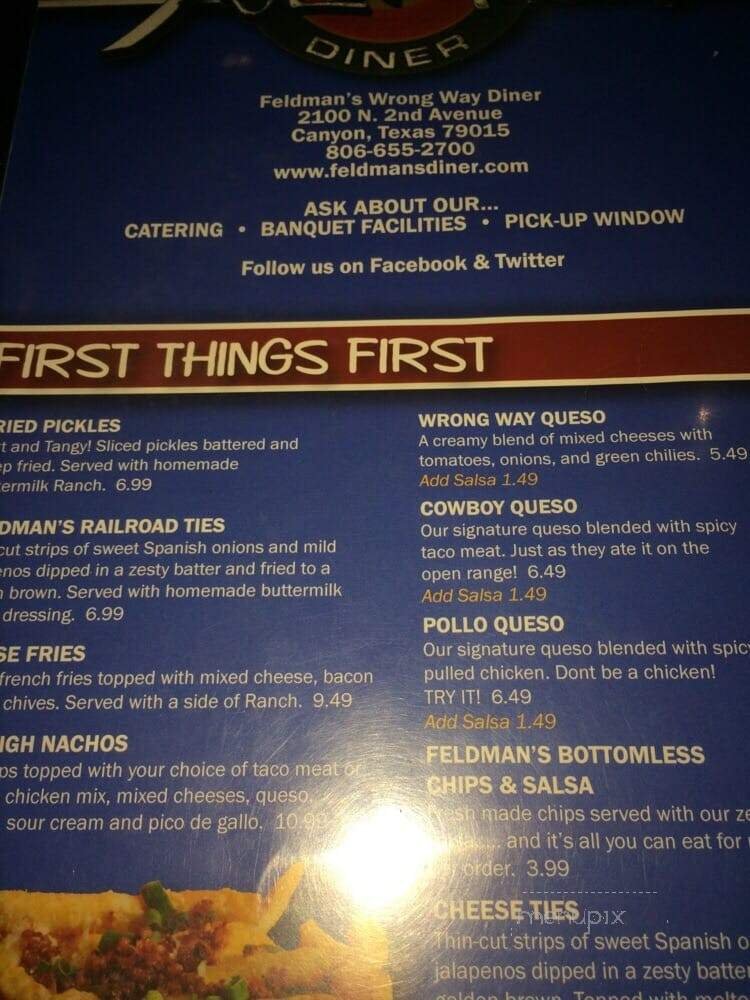 DINER
Feldman's Wrong Way Diner
2100 N. 2nd Avenue
Canyon, Texas 79015
806-655-2700
www.feldmansdiner.com
ASK ABOUT OUR...
CATERING • BANQUET FACILITIES • PICK-UP WINDOW
Follow us on Facebook & Twitter
FIRST THINGS FIRST
RIED PICKLES
t and Tangy! Sliced pickles battered and
p fried. Served with homemade
ermilk Ranch. 6.99
DMAN'S RAILROAD TIES
cut strips of sweet Spanish onions and mild
enos dipped in a zesty batter and fried to a
n brown. Served with homemade buttermilk
dressing. 6.99
SE FRIES
french fries topped with mixed cheese, bacon
chives. Served with a side of Ranch. 9.49
IGH NACHOS
ps topped with your choice of taco meat or
chicken mix, mixed cheeses, queso,
sour cream and pico de gallo. 10.99
WRONG WAY QUESO
A creamy blend of mixed cheeses with
tomatoes, onions, and green chilies. 5.49
Add Salsa 1.49
COWBOY QUESO
Our signature queso blended with spicy
taco meat. Just as they ate it on the
open range! 6.49
Add Salsa 1.49
POLLO QUESO
Our signature queso blended with spicy
pulled chicken. Dont be a chicken!
TRY IT! 6.49
Add Salsa 1.49
FELDMAN'S BOTTOMLESS
CHIPS & SALSA
Fresh made chips served with our ze
and it's all you can eat for
order. 3.99
menupix
CHEESE TIES
Thin-cut strips of sweet Spanish o
jalapenos dipped in a zesty batte
golden brown. Topped with melte